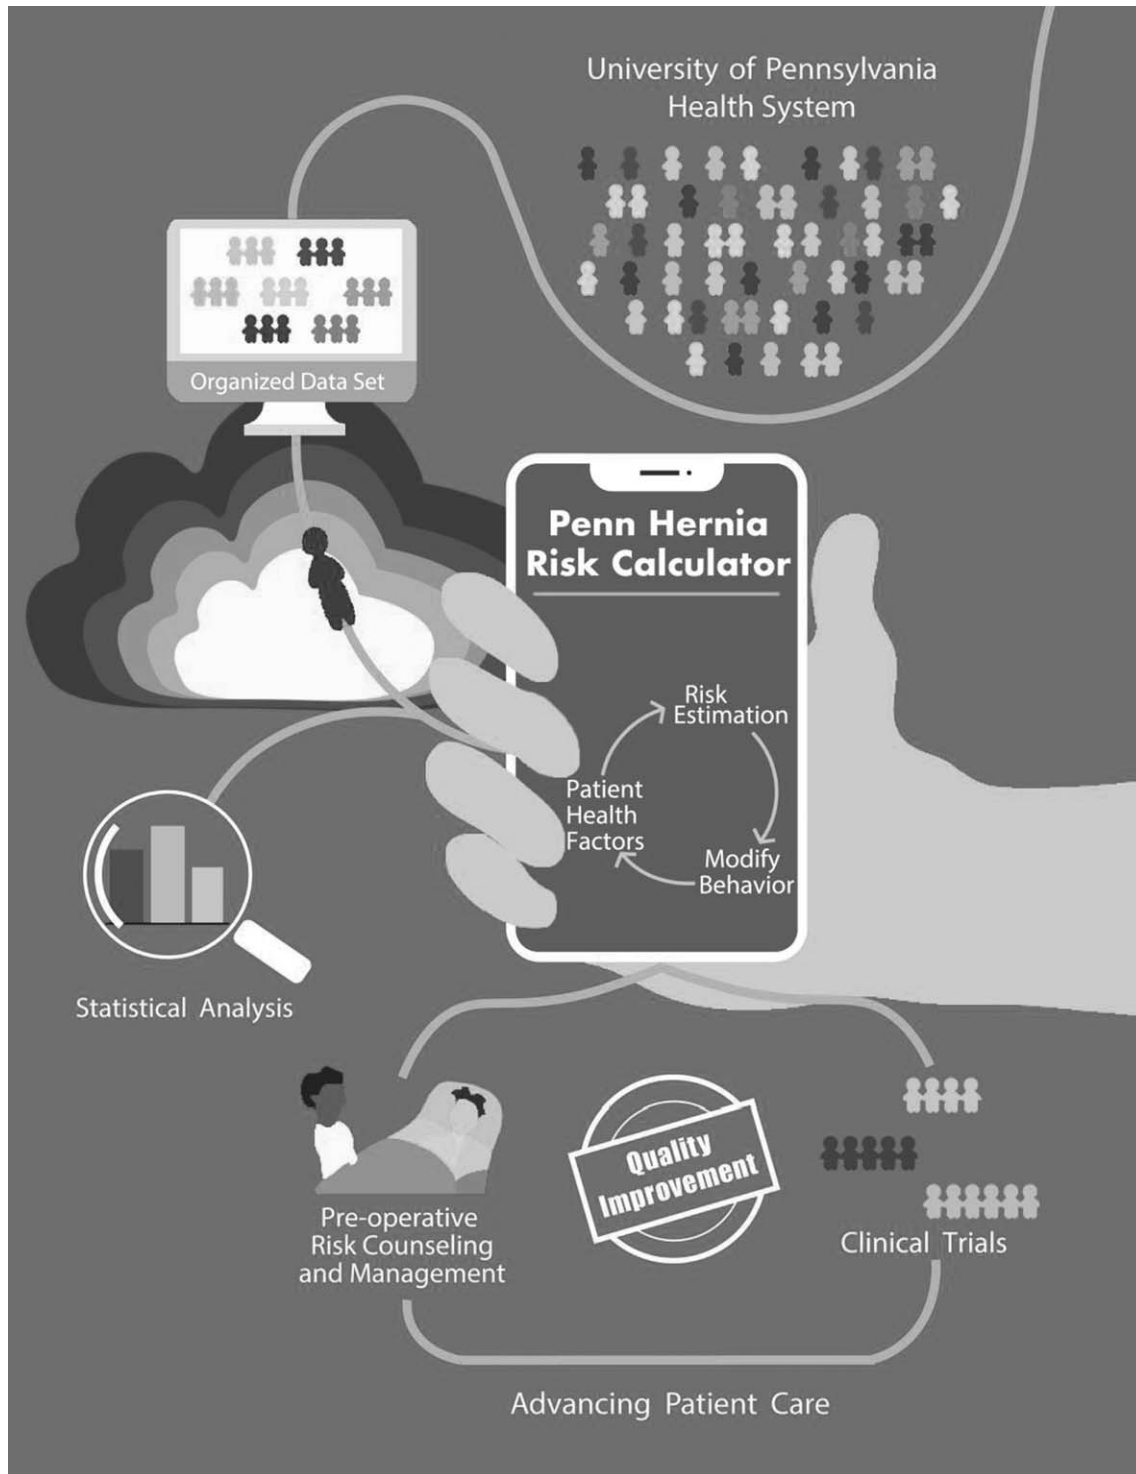 University of Pennsylvania
Health System
Organized Data Set
Penn Hernia
Risk Calculator
Risk
Estimation
Patient
Health
Factors
Modify
Behavior
Statistical Analysis
Pre-operative
Risk Counseling
and Management
Quality
Improvement
Clinical Trials
Advancing Patient Care